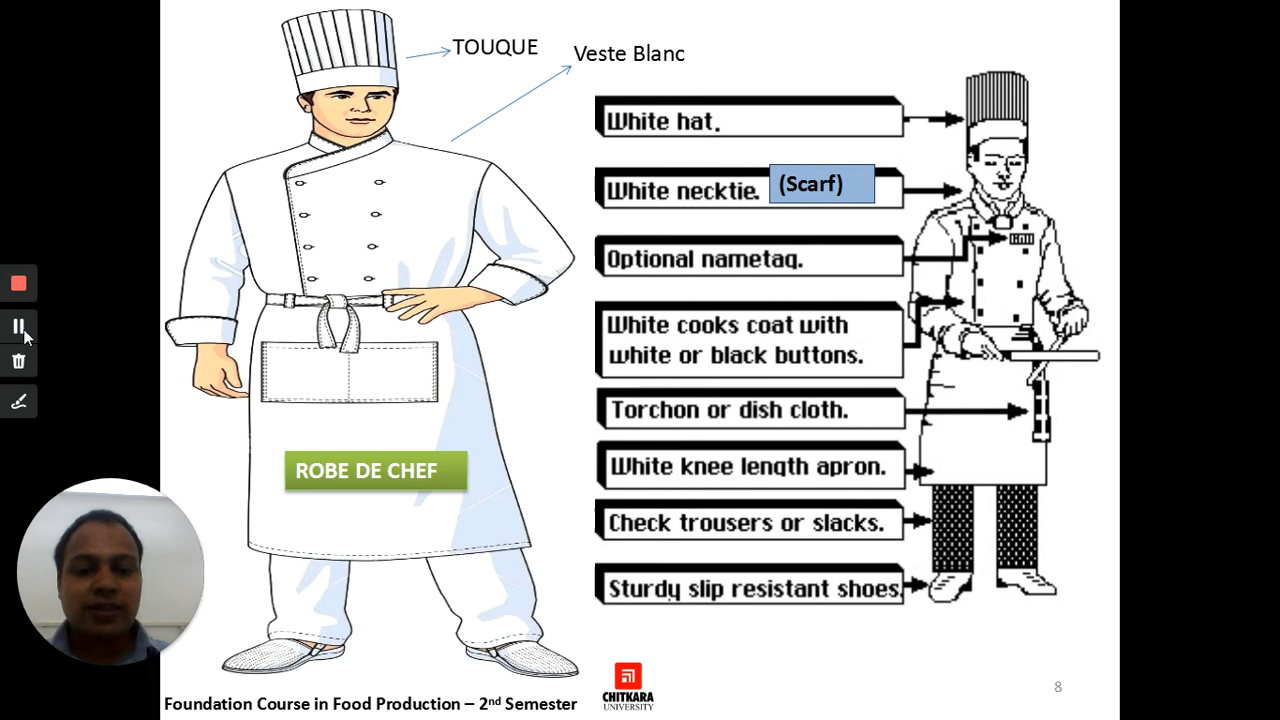 TOUQUE
Veste Blanc
White hat.
White necktie. (Scarf)
Optional nametag.
White cooks coat with
white or black buttons.
Torchon or dish cloth.
White knee length apron.
ROBE DE CHEF
Check trousers or slacks.
Sturdy slip resistant shoes.
Foundation Course in Food Production – 2nd Semester
CHITKARA
UNIVERSITY
8